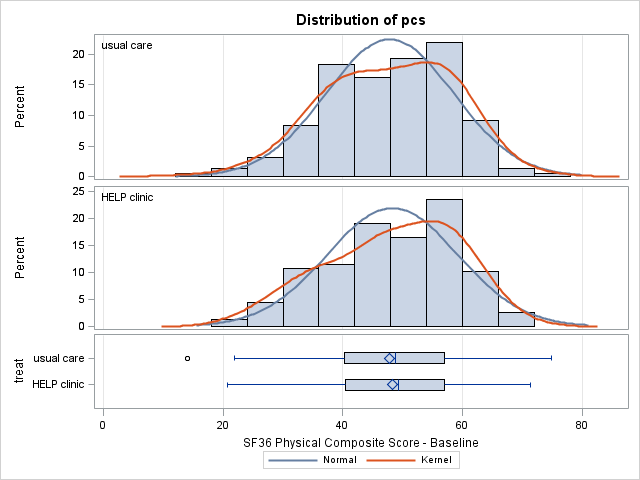 Distribution of pcs
usual care
Percent
20
15
10
5
0
HELP clinic
Percent
25
20
15
10
5
0
treat
usual care
HELP clinic
0 20 40 60 80
SF36 Physical Composite Score - Baseline
Normal Kernel